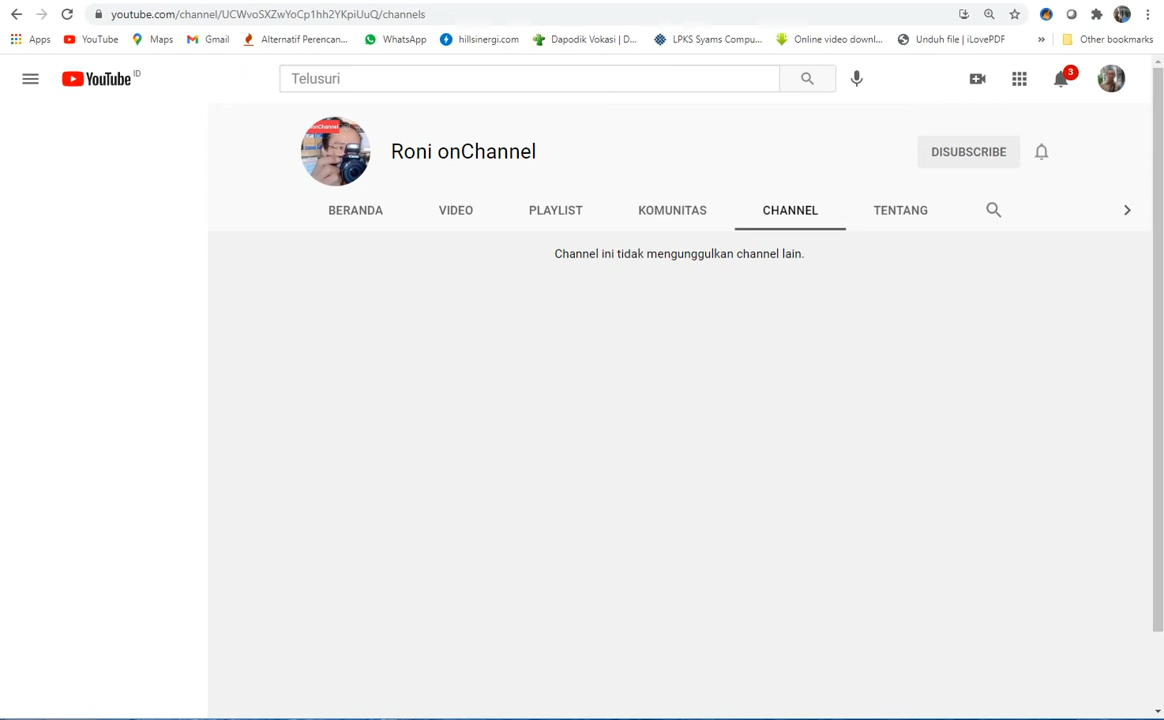 youtube.com/channel/UCWvoSXZwYoCp1hh2YKpiUuQ/channels
Apps YouTube Maps Gmail Alternatif Perencan... WhatsApp hillsinergi.com Dapodik Vokasi | D... LPKS Syams Compu... Online video downl... Unduh file | iLovePDF » Other bookmarks
YouTube ID Telusuri 3
onChannel
Roni onChannel DISUBSCRIBE
BERANDA VIDEO PLAYLIST KOMUNITAS CHANNEL TENTANG
Channel ini tidak mengunggulkan channel lain.